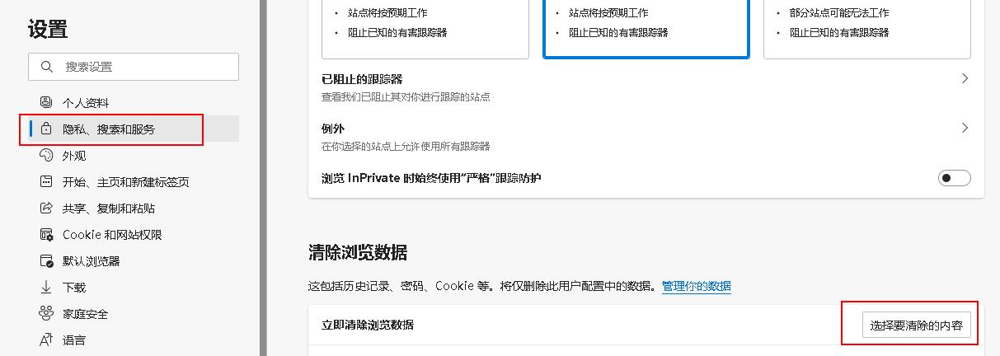 设置
搜索设置
个人资料
隐私、搜索和服务
外观
开始、主页和新建标签页
共享、复制和粘贴
Cookie 和网站权限
默认浏览器
下载
家庭安全
语言
站点将按预期工作
阻止已知的有害跟踪器
站点将按预期工作
阻止已知的有害跟踪器
部分站点可能无法工作
阻止已知的有害跟踪器
已阻止的跟踪器
查看我们已阻止其对你进行跟踪的站点
例外
在你选择的站点上允许使用所有跟踪器
浏览 InPrivate 时始终使用“严格”跟踪防护
清除浏览数据
这包括历史记录、密码、Cookie 等。将仅删除此用户配置中的数据。管理你的数据
立即清除浏览数据
选择要清除的内容